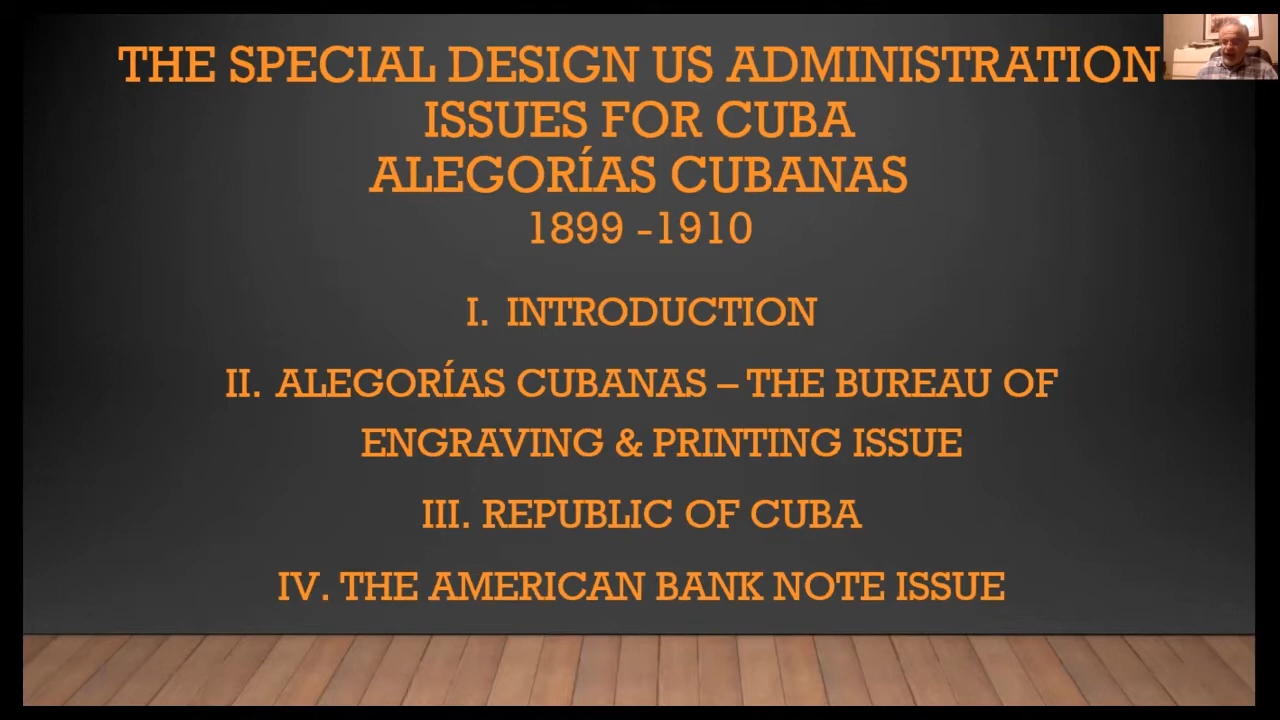 THE SPECIAL DESIGN US ADMINISTRATION
ISSUES FOR CUBA
ALEGORÍAS CUBANAS
1899 -1910
I. INTRODUCTION
II. ALEGORÍAS CUBANAS – THE BUREAU OF
ENGRAVING & PRINTING ISSUE
III. REPUBLIC OF CUBA
IV. THE AMERICAN BANK NOTE ISSUE